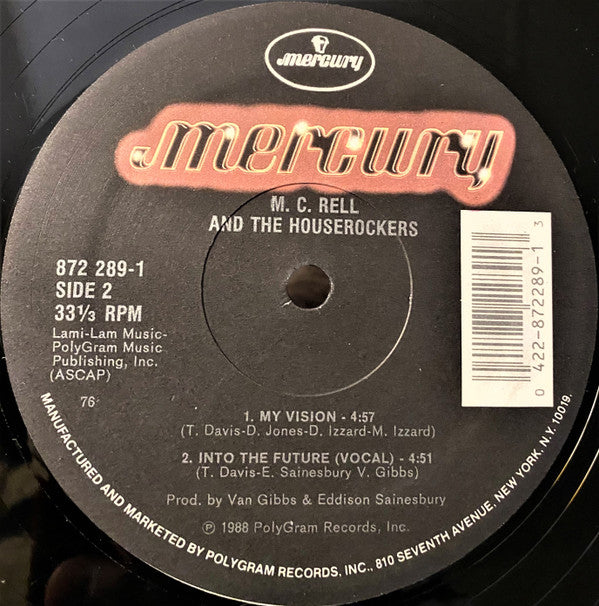 mercury
mercury
M. C. RELL
AND THE HOUSEROCKERS
872 289-1
SIDE 2
33⅓ RPM
Lami-Lam Music-
PolyGram Music
Publishing, Inc.
(ASCAP)
76
0 422-872289-1 3
1. MY VISION - 4:57
(T. Davis-D. Jones-D. Izzard-M. Izzard)
2. INTO THE FUTURE (VOCAL) - 4:51
(T. Davis-E. Sainesbury V. Gibbs)
Prod. by Van Gibbs & Eddison Sainesbury
℗ 1988 PolyGram Records, Inc.
MANUFACTURED AND MARKETED BY POLYGRAM RECORDS, INC., 810 SEVENTH AVENUE, NEW YORK, N.Y. 10019.